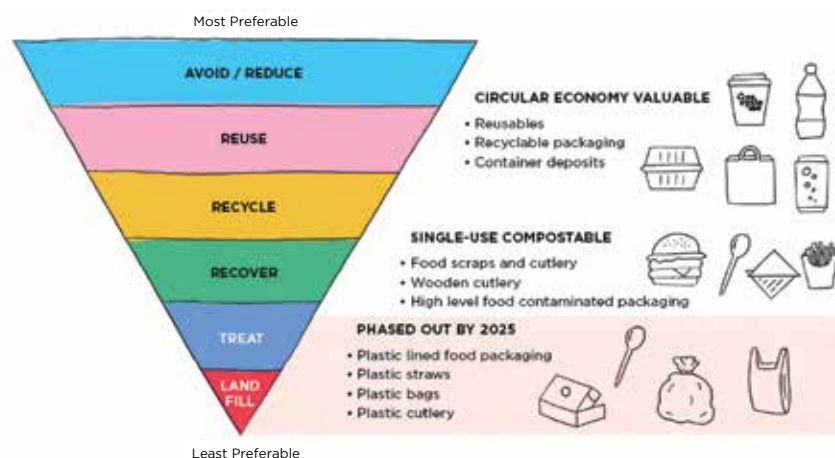 Most Preferable
AVOID / REDUCE
REUSE
RECYCLE
RECOVER
TREAT
LAND
FILL
Least Preferable
CIRCULAR ECONOMY VALUABLE
• Reusables
• Recyclable packaging
• Container deposits
SINGLE-USE COMPOSTABLE
• Food scraps and cutlery
• Wooden cutlery
• High level food contaminated packaging
PHASED OUT BY 2025
• Plastic lined food packaging
• Plastic straws
• Plastic bags
• Plastic cutlery